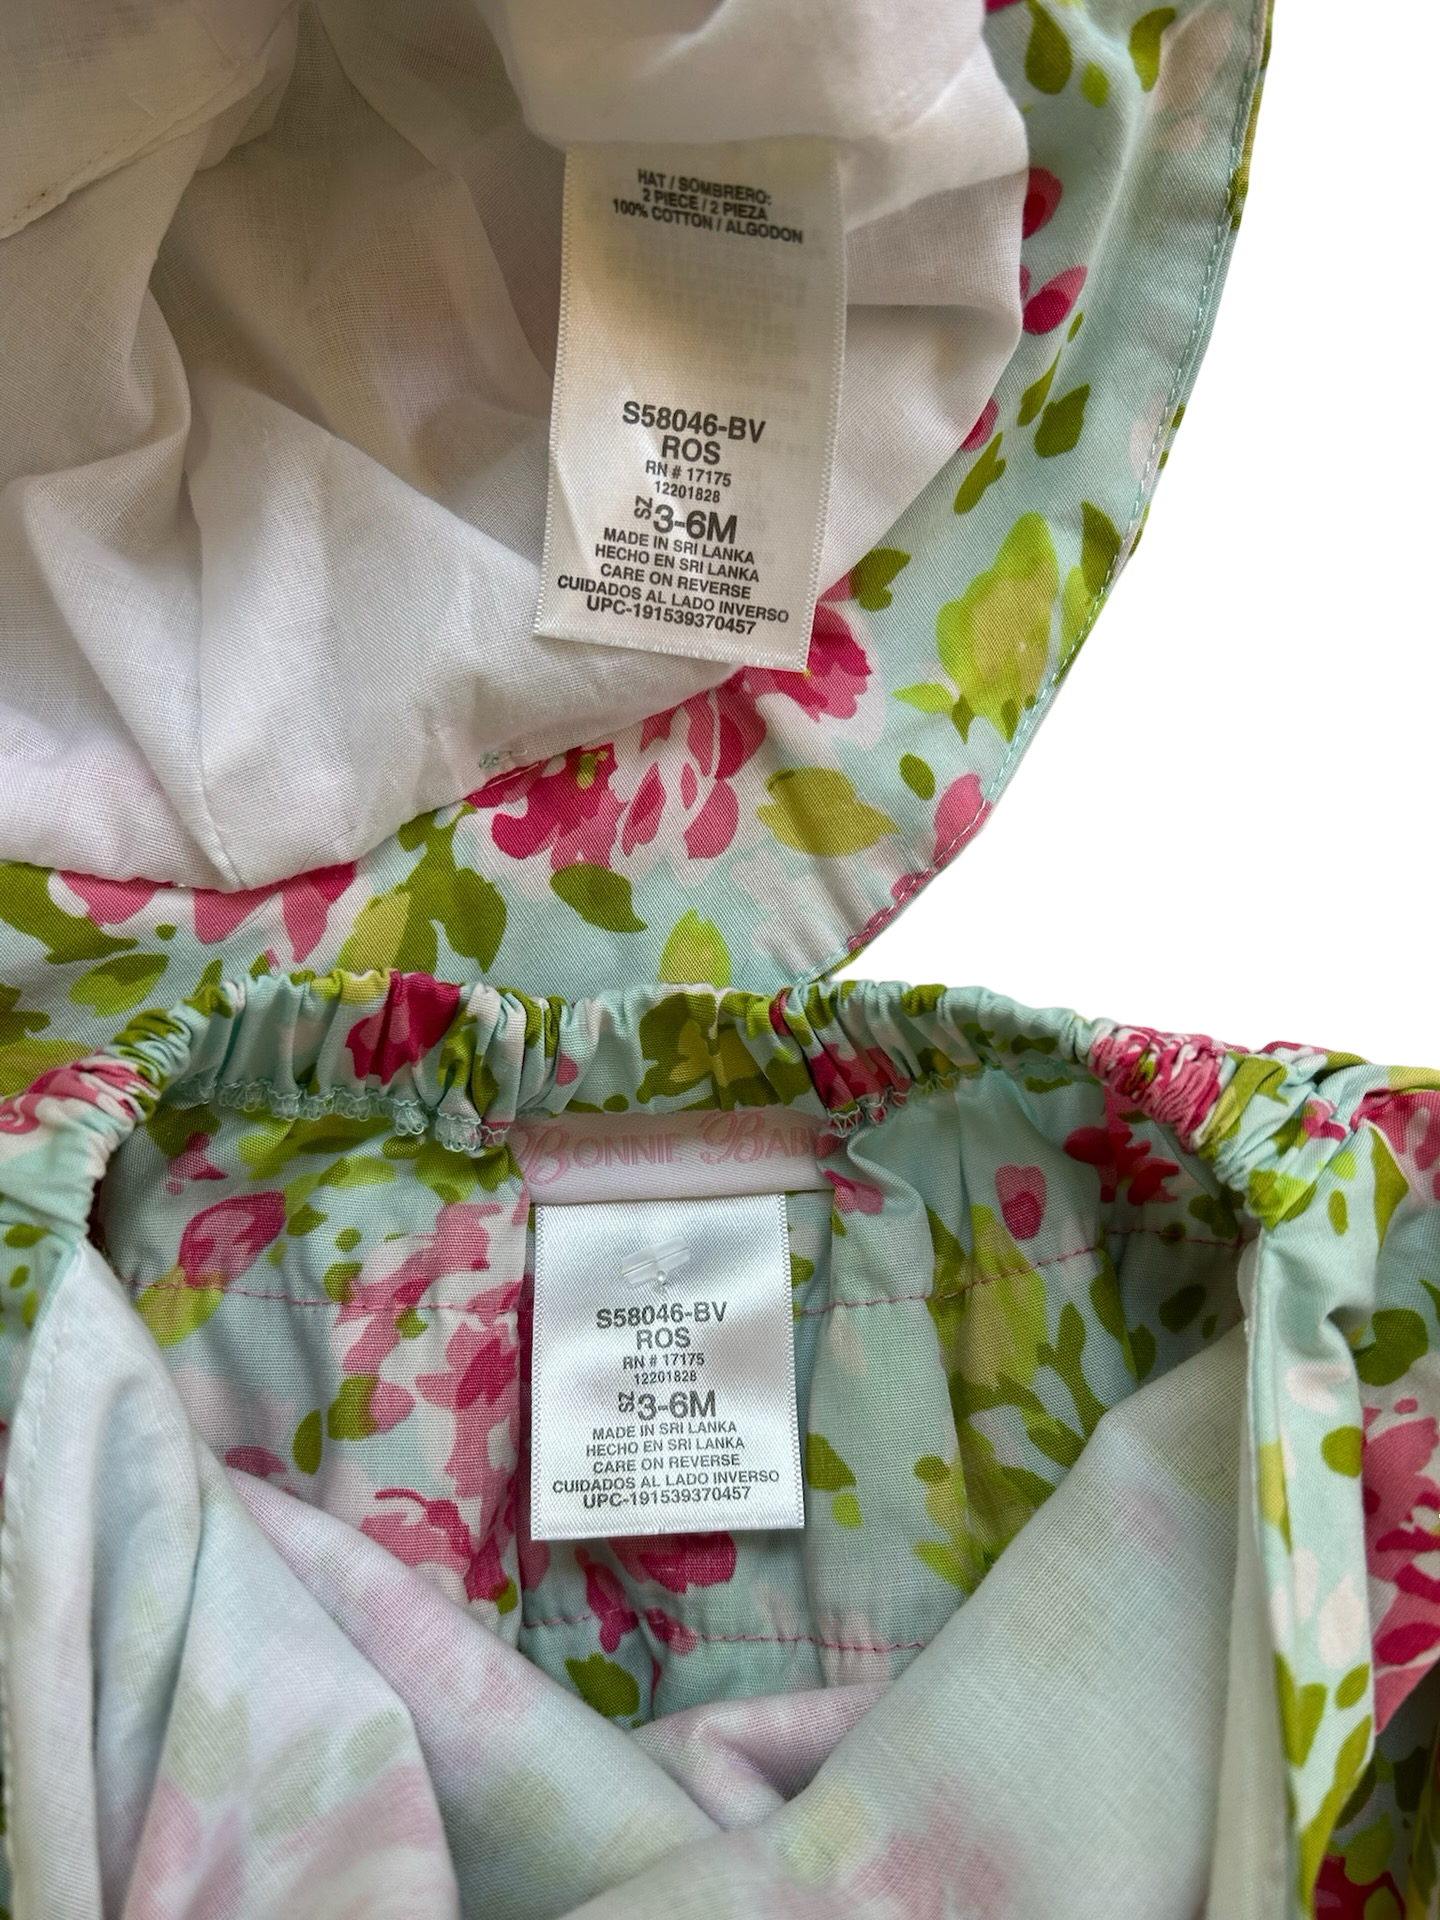 HAT / SOMBRERO:
2 PIECE / 2 PIEZA
100% COTTON / ALGODON
S58046-BV
ROS
RN # 17175
12201828
SZ 3-6M
MADE IN SRI LANKA
HECHO EN SRI LANKA
CARE ON REVERSE
CUIDADOS AL LADO INVERSO
UPC-191539370457
BONNIE BABY
S58046-BV
ROS
RN # 17175
12201828
SZ 3-6M
MADE IN SRI LANKA
HECHO EN SRI LANKA
CARE ON REVERSE
CUIDADOS AL LADO INVERSO
UPC-191539370457